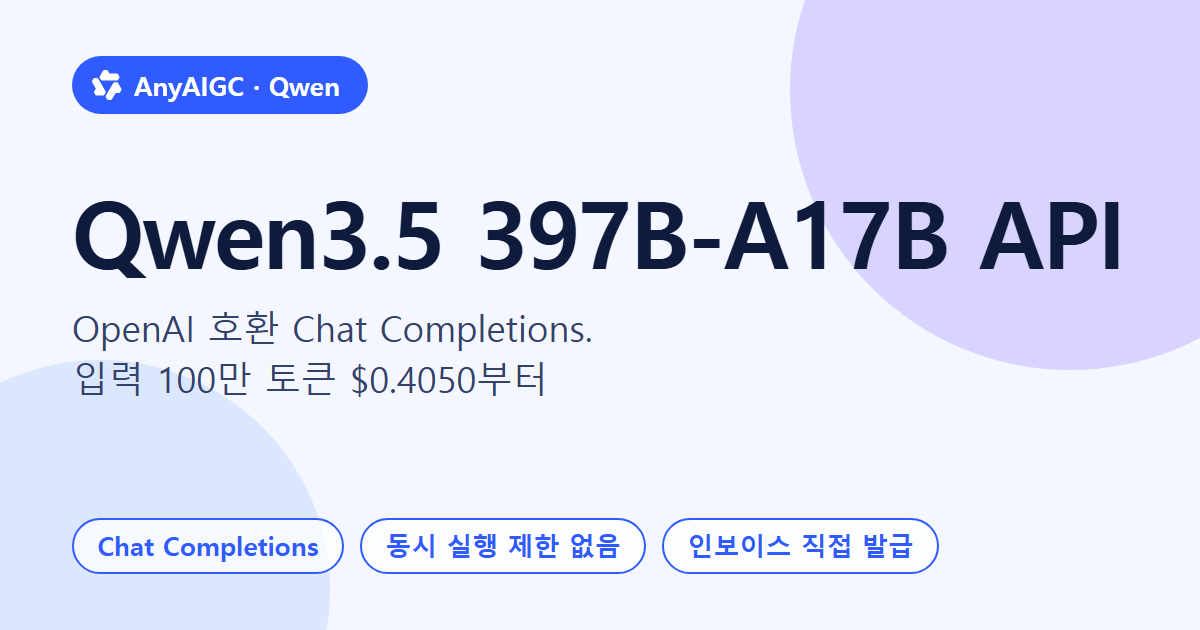 AnyAIGC · Qwen
Qwen3.5 397B-A17B API
OpenAI 호환 Chat Completions.
입력 100만 토큰 $0.4050부터
Chat Completions
동시 실행 제한 없음
인보이스 직접 발급